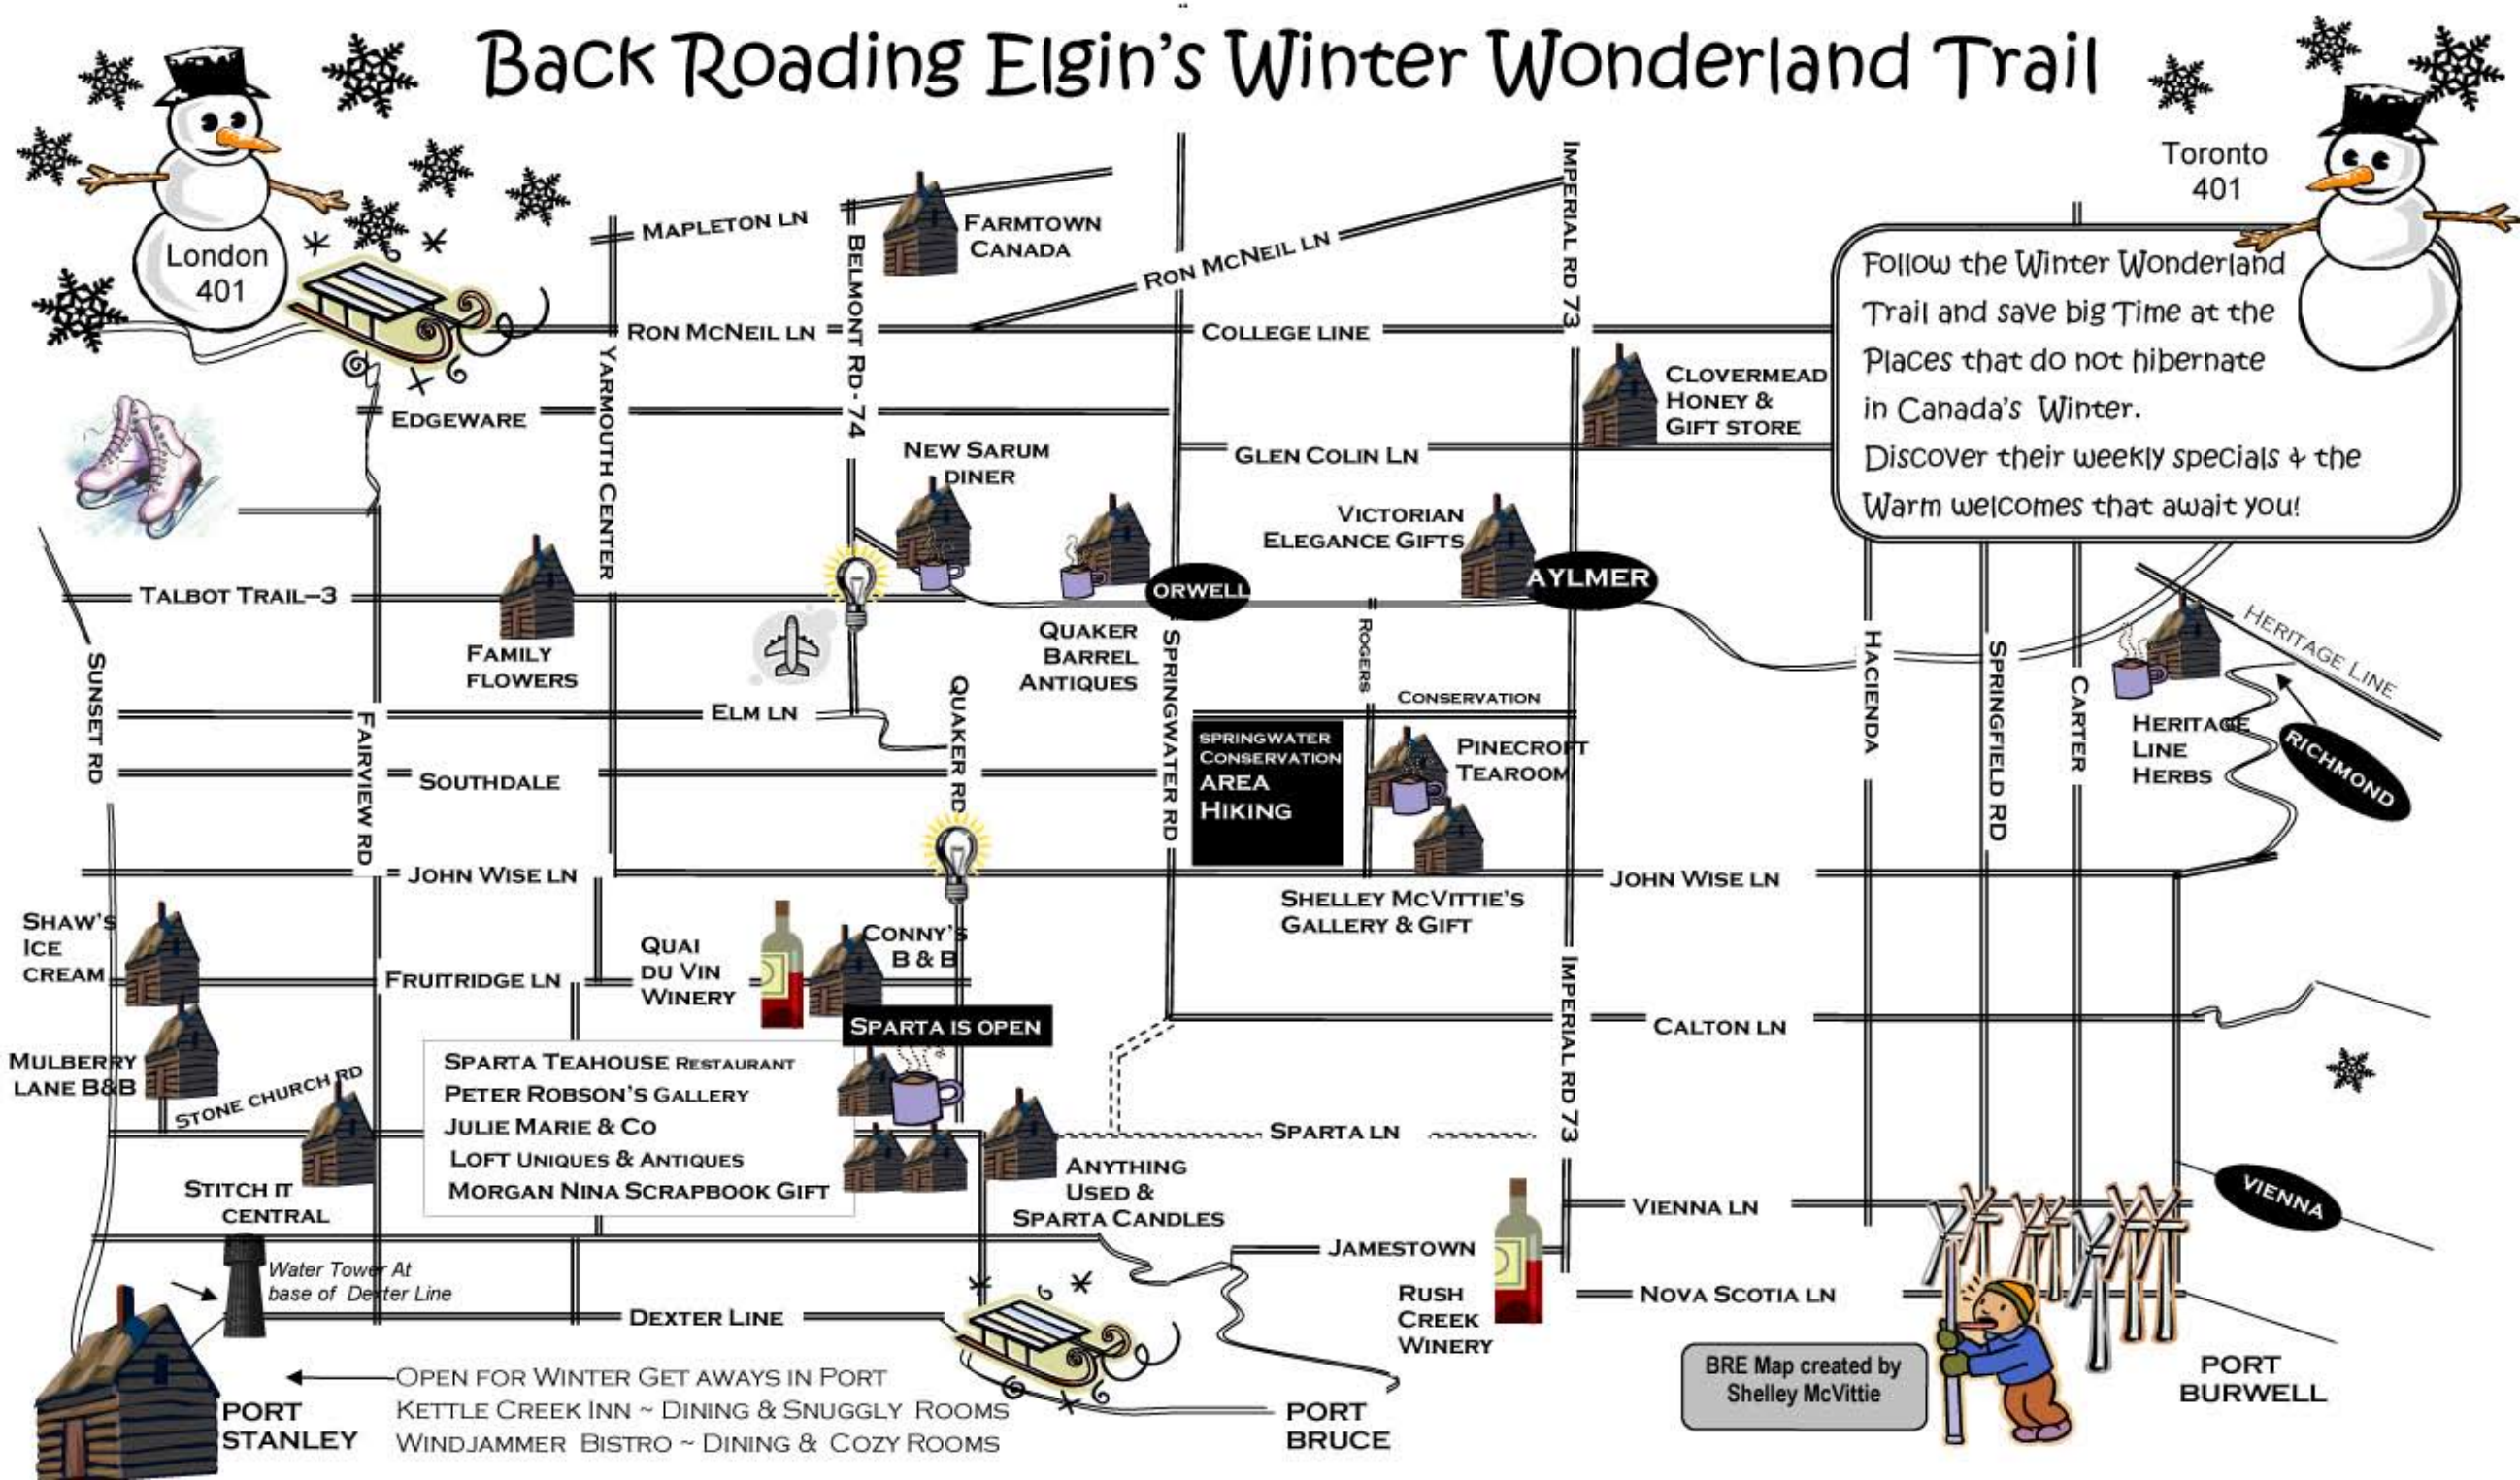 Back Roading Elgin's Winter Wonderland Trail
London
401
Toronto
401
Follow the Winter Wonderland
Trail and save big Time at the
Places that do not hibernate
in Canada's Winter.
Discover their weekly specials & the
Warm welcomes that await you!
MAPLETON LN
BELMONT RD - 74
FARMTOWN
CANADA
RON MCNEIL LN
IMPERIAL RD 73
RON MCNEIL LN
COLLEGE LINE
YARMOUTH CENTER
EDGEWARE
CLOVERMEAD
HONEY &
GIFT STORE
GLEN COLIN LN
NEW SARUM
DINER
VICTORIAN
ELEGANCE GIFTS
TALBOT TRAIL–3
ORWELL
AYLMER
FAMILY
FLOWERS
QUAKER
BARREL
ANTIQUES
ROGERS
HERITAGE LINE
SUNSET RD
FAIRVIEW RD
ELM LN
QUAKER RD
SPRINGWATER RD
CONSERVATION
HACIENDA
SPRINGFIELD RD
CARTER
HERITAGE
LINE
HERBS
RICHMOND
SPRINGWATER
CONSERVATION
AREA
HIKING
PINECROFT
TEAROOM
SOUTHDALE
JOHN WISE LN
JOHN WISE LN
SHELLEY MCVITTIE'S
GALLERY & GIFT
SHAW'S
ICE
CREAM
FRUITRIDGE LN
QUAI
DU VIN
WINERY
CONNY'S
B & B
IMPERIAL RD 73
SPARTA IS OPEN
CALTON LN
MULBERRY
LANE B&B
STONE CHURCH RD
SPARTA TEAHOUSE RESTAURANT
PETER ROBSON'S GALLERY
JULIE MARIE & CO
LOFT UNIQUES & ANTIQUES
MORGAN NINA SCRAPBOOK GIFT
SPARTA LN
ANYTHING
USED &
SPARTA CANDLES
STITCH IT
CENTRAL
VIENNA LN
VIENNA
JAMESTOWN
Water Tower At
base of Dexter Line
RUSH
CREEK
WINERY
NOVA SCOTIA LN
DEXTER LINE
BRE Map created by
Shelley McVittie
PORT
BURWELL
OPEN FOR WINTER GET AWAYS IN PORT
KETTLE CREEK INN ~ DINING & SNUGGLY ROOMS
WINDJAMMER BISTRO ~ DINING & COZY ROOMS
PORT
STANLEY
PORT
BRUCE